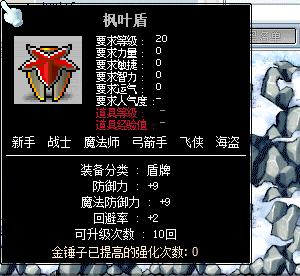 枫叶盾
要求等级： 20
要求力量： 0
要求敏捷： 0
要求智力： 0
要求运气： 0
要求人气度： -
道具等级： -
道具经验值： -
新手 战士 魔法师 弓箭手 飞侠 海盗
装备分类 ： 盾牌
防御力 ： +9
魔法防御力 ： +9
回避率 ： +2
可升级次数 ： 10回
金锤子已提高的强化次数: 0